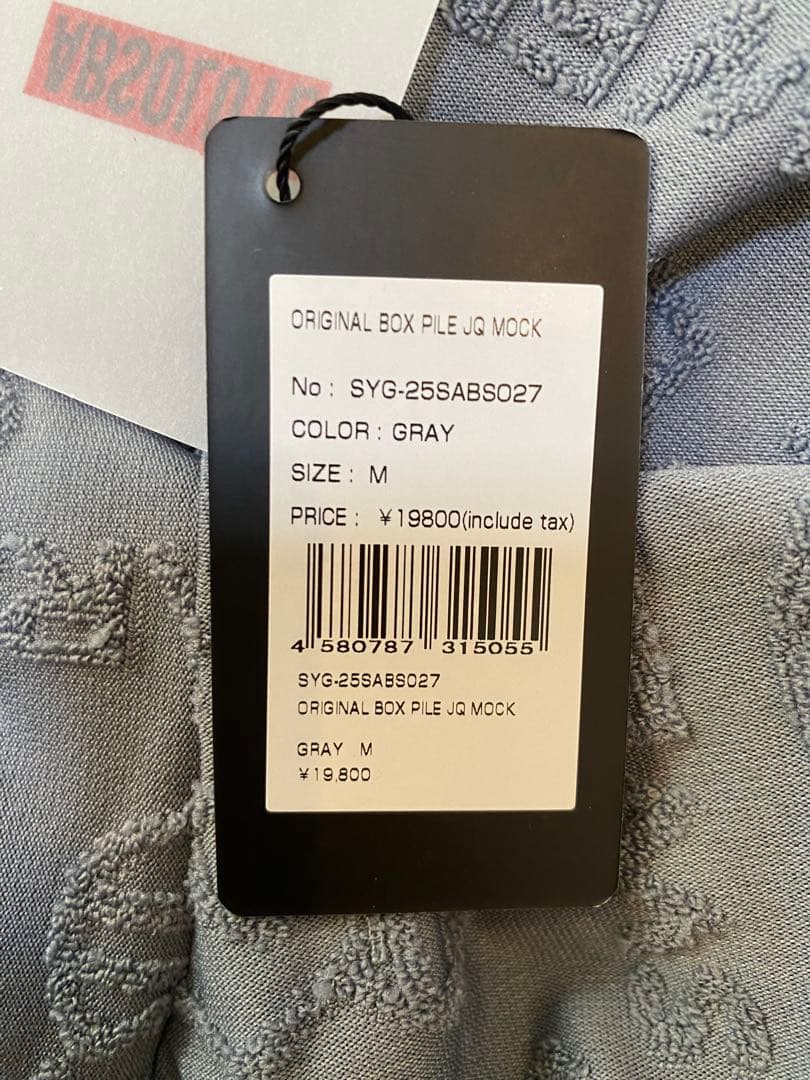 ORIGINAL BOX PILE JQ MOCK
No : SYG-25SABS027
COLOR : GRAY
SIZE : M
PRICE : ¥19800(include tax)
4 580787 315055
SYG-25SABS027
ORIGINAL BOX PILE JQ MOCK
GRAY M
¥19,800